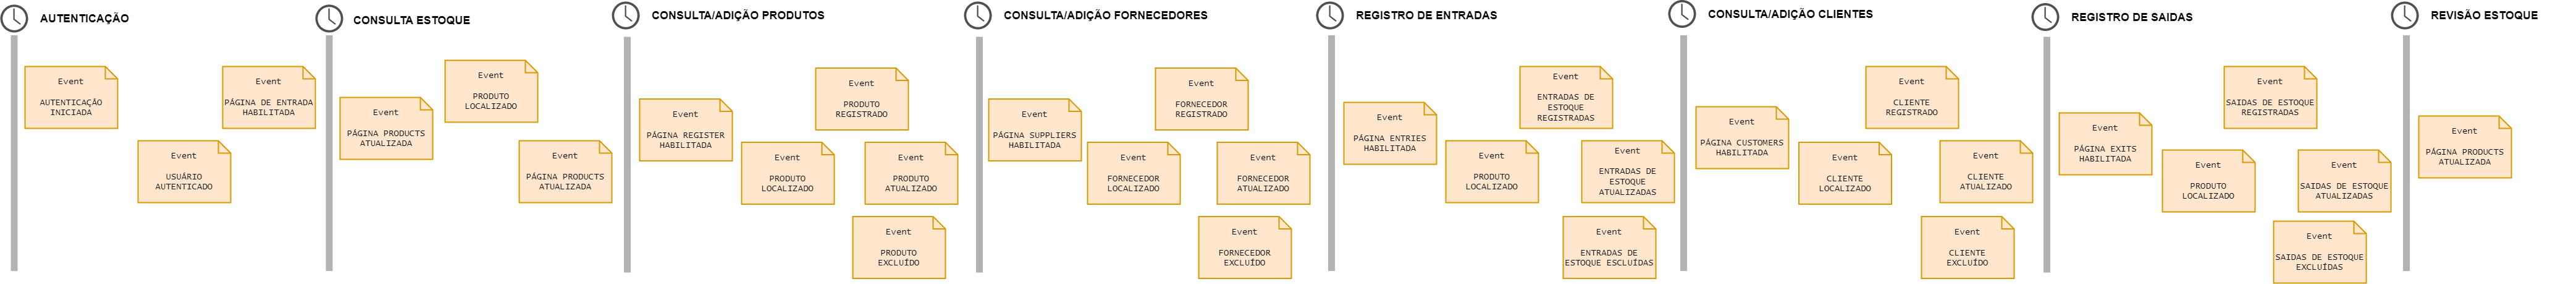 AUTENTICAÇÃO
Event
AUTENTICAÇÃO
INICIADA
Event
USUÁRIO
AUTENTICADO
Event
PÁGINA DE ENTRADA
HABILITADA
CONSULTA ESTOQUE
Event
PÁGINA PRODUCTS
ATUALIZADA
Event
PRODUTO
LOCALIZADO
Event
PÁGINA PRODUCTS
ATUALIZADA
CONSULTA/ADIÇÃO PRODUTOS
Event
PÁGINA REGISTER
HABILITADA
Event
PRODUTO
LOCALIZADO
Event
PRODUTO
REGISTRADO
Event
PRODUTO
ATUALIZADO
Event
PRODUTO
EXCLUÍDO
CONSULTA/ADIÇÃO FORNECEDORES
Event
PÁGINA SUPPLIERS
HABILITADA
Event
FORNECEDOR
LOCALIZADO
Event
FORNECEDOR
REGISTRADO
Event
FORNECEDOR
ATUALIZADO
Event
FORNECEDOR
EXCLUÍDO
REGISTRO DE ENTRADAS
Event
PÁGINA ENTRIES
HABILITADA
Event
PRODUTO
LOCALIZADO
Event
ENTRADAS DE
ESTOQUE
REGISTRADAS
Event
ENTRADAS DE
ESTOQUE
ATUALIZADAS
Event
ENTRADAS DE
ESTOQUE ESCLUÍDAS
CONSULTA/ADIÇÃO CLIENTES
Event
PÁGINA CUSTOMERS
HABILITADA
Event
CLIENTE
LOCALIZADO
Event
CLIENTE
REGISTRADO
Event
CLIENTE
ATUALIZADO
Event
CLIENTE
EXCLUÍDO
REGISTRO DE SAIDAS
Event
PÁGINA EXITS
HABILITADA
Event
PRODUTO
LOCALIZADO
Event
SAIDAS DE ESTOQUE
REGISTRADAS
Event
SAIDAS DE ESTOQUE
ATUALIZADAS
Event
SAIDAS DE ESTOQUE
EXCLUÍDAS
REVISÃO ESTOQUE
Event
PÁGINA PRODUCTS
ATUALIZADA